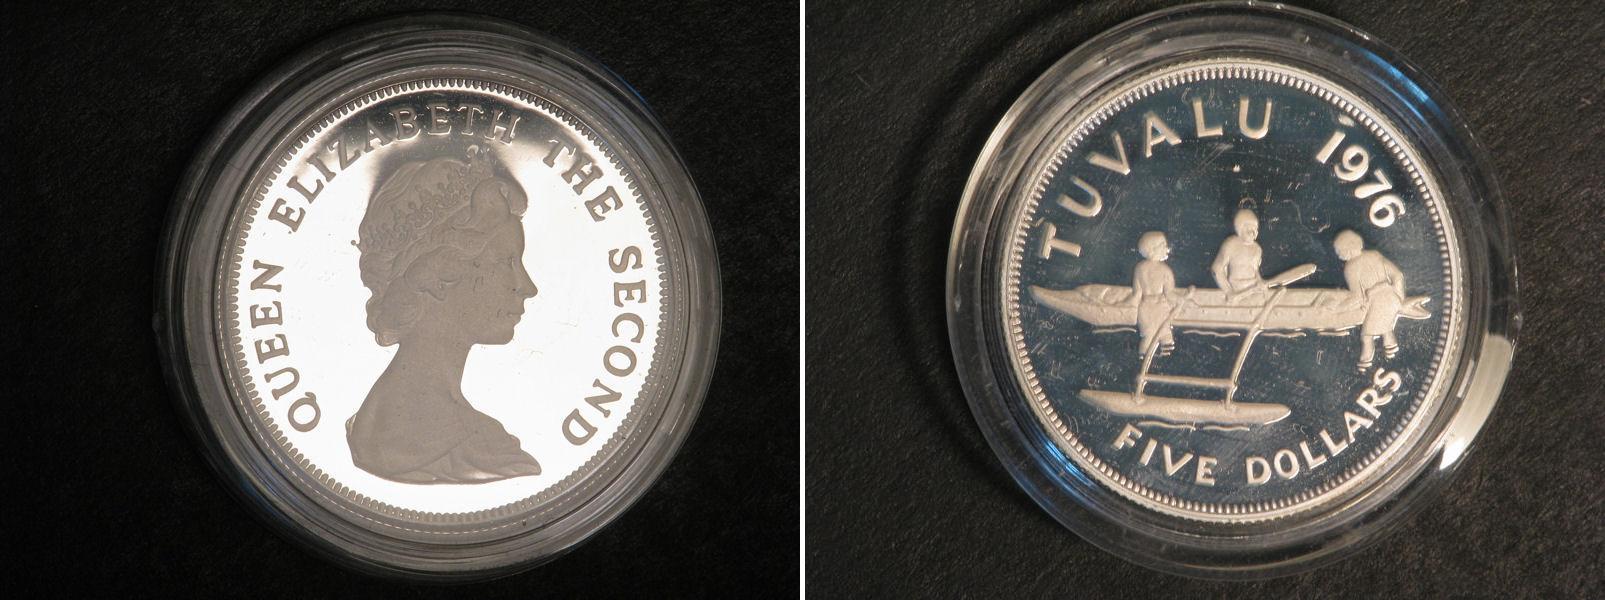 QUEEN ELIZABETH THE SECOND
TUVALU 1976
FIVE DOLLARS